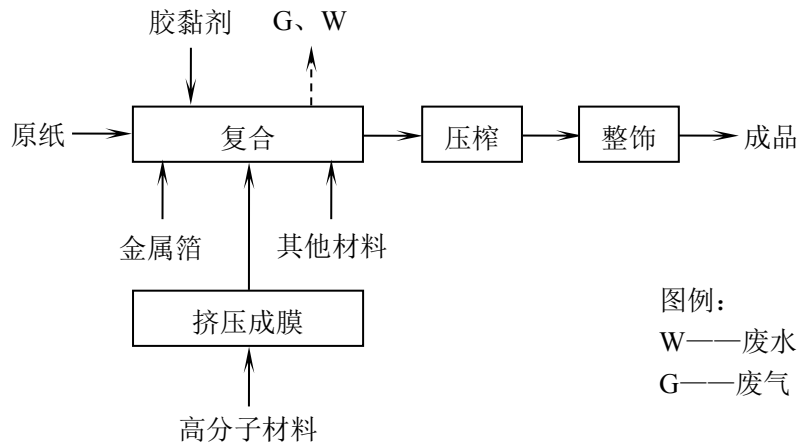 胶黏剂
G、W
原纸
复合
压榨
整饰
成品
金属箔
其他材料
挤压成膜
高分子材料
图例：
W——废水
G——废气